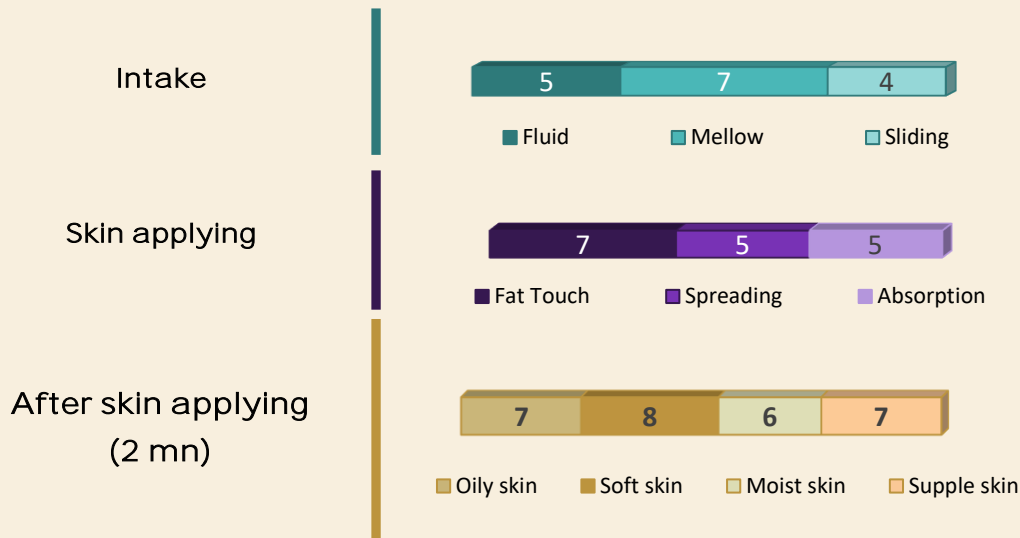 Intake
5 7 4
Fluid Mellow Sliding
Skin applying
7 5 5
Fat Touch Spreading Absorption
After skin applying
(2 mn)
7 8 6 7
Oily skin Soft skin Moist skin Supple skin